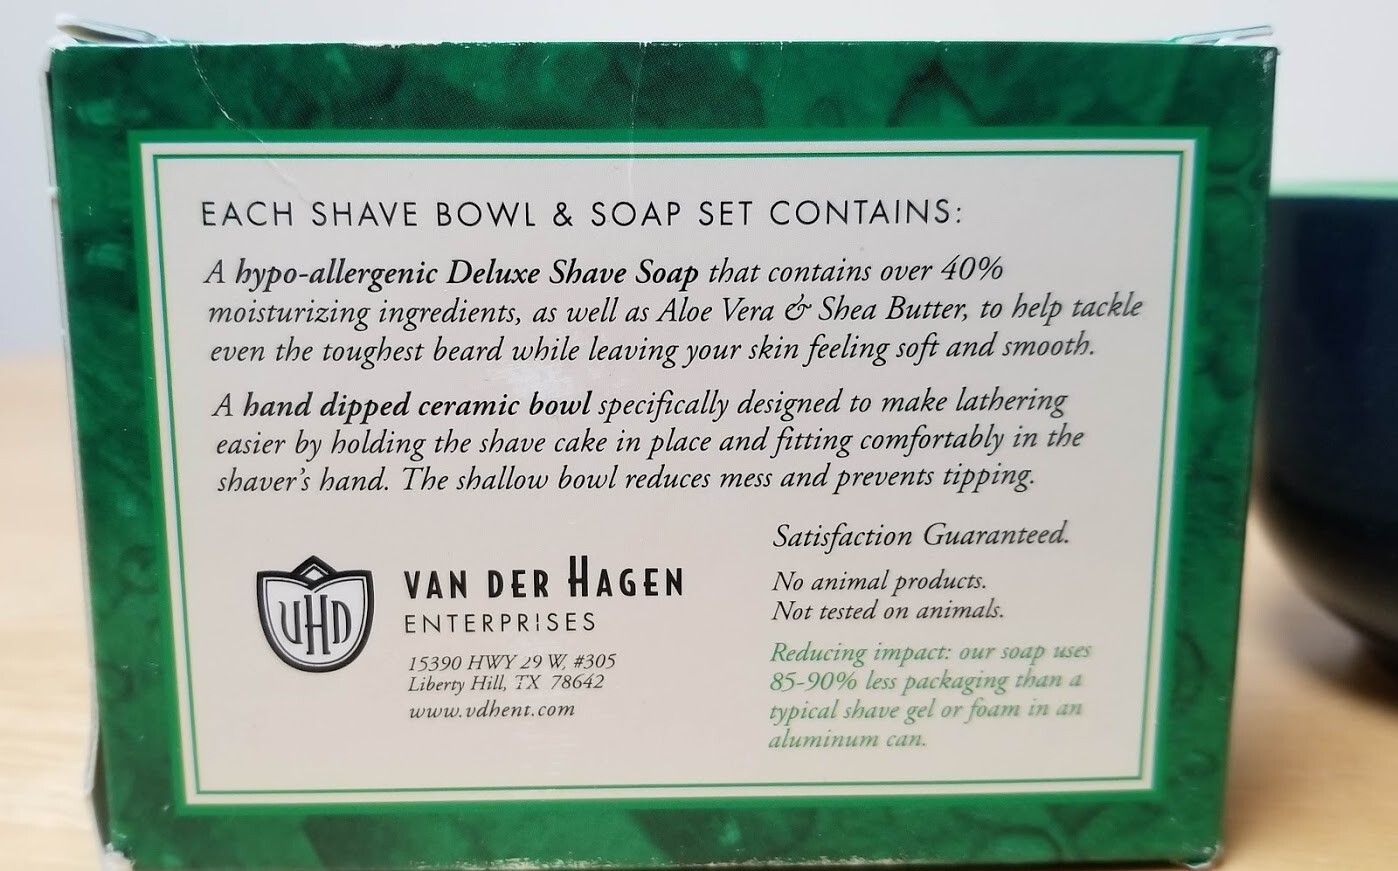 EACH SHAVE BOWL & SOAP SET CONTAINS:
A hypo-allergenic Deluxe Shave Soap that contains over 40%
moisturizing ingredients, as well as Aloe Vera & Shea Butter, to help tackle
even the toughest beard while leaving your skin feeling soft and smooth.
A hand dipped ceramic bowl specifically designed to make lathering
easier by holding the shave cake in place and fitting comfortably in the
shaver's hand. The shallow bowl reduces mess and prevents tipping.
VHD
VAN DER HAGEN
ENTERPRISES
15390 HWY 29 W, #305
Liberty Hill, TX 78642
www.vdhent.com
Satisfaction Guaranteed.
No animal products.
Not tested on animals.
Reducing impact: our soap uses
85-90% less packaging than a
typical shave gel or foam in an
aluminum can.